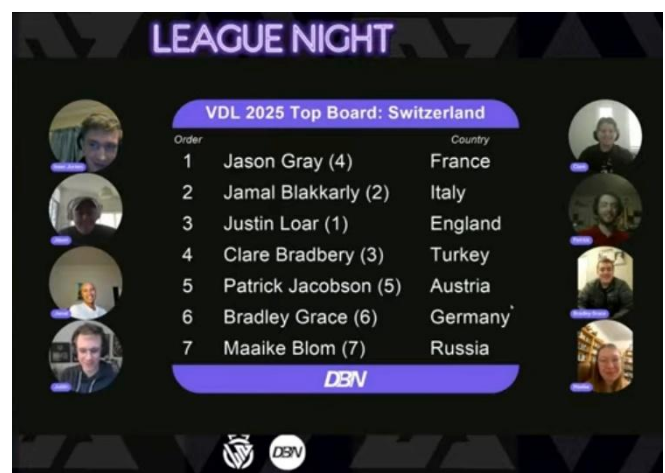 LEAGUE NIGHT
VDL 2025 Top Board: Switzerland
Order Country
1 Jason Gray (4) France
2 Jamal Blakkarly (2) Italy
3 Justin Loar (1) England
4 Clare Bradbery (3) Turkey
5 Patrick Jacobson (5) Austria
6 Bradley Grace (6) Germany
7 Maaike Blom (7) Russia
DBN
DBN